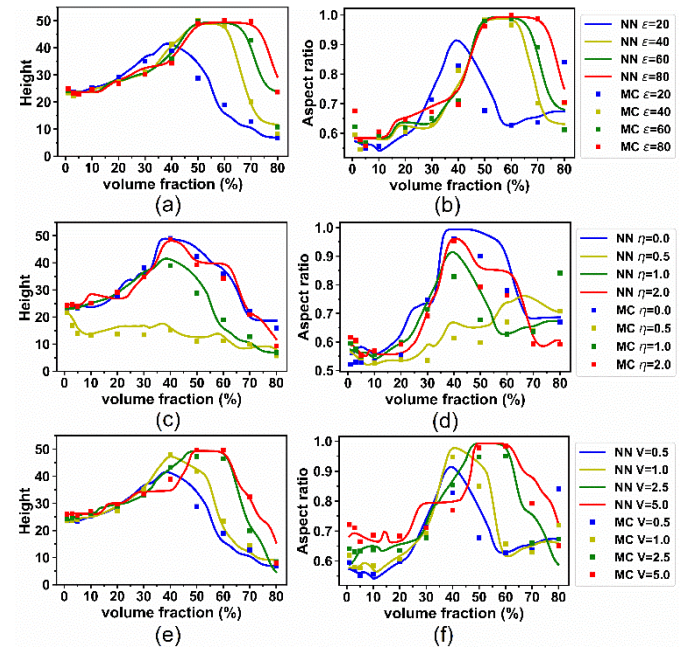 60
50
40
30
20
10
0
Height
0 10 20 30 40 50 60 70 80
volume fraction (%)
(a)
1.0
0.9
0.8
0.7
0.6
Aspect ratio
0 10 20 30 40 50 60 70 80
volume fraction (%)
(b)
NN ε=20
NN ε=40
NN ε=60
NN ε=80
MC ε=20
MC ε=40
MC ε=60
MC ε=80
50
40
30
20
10
0
Height
0 10 20 30 40 50 60 70 80
volume fraction (%)
(c)
1.0
0.9
0.8
0.7
0.6
0.5
Aspect ratio
0 10 20 30 40 50 60 70 80
volume fraction (%)
(d)
NN η=0.0
NN η=0.5
NN η=1.0
NN η=2.0
MC η=0.0
MC η=0.5
MC η=1.0
MC η=2.0
50
40
30
20
10
0
Height
0 10 20 30 40 50 60 70 80
volume fraction (%)
(e)
1.0
0.9
0.8
0.7
0.6
Aspect ratio
0 10 20 30 40 50 60 70 80
volume fraction (%)
(f)
NN V=0.5
NN V=1.0
NN V=2.5
NN V=5.0
MC V=0.5
MC V=1.0
MC V=2.5
MC V=5.0